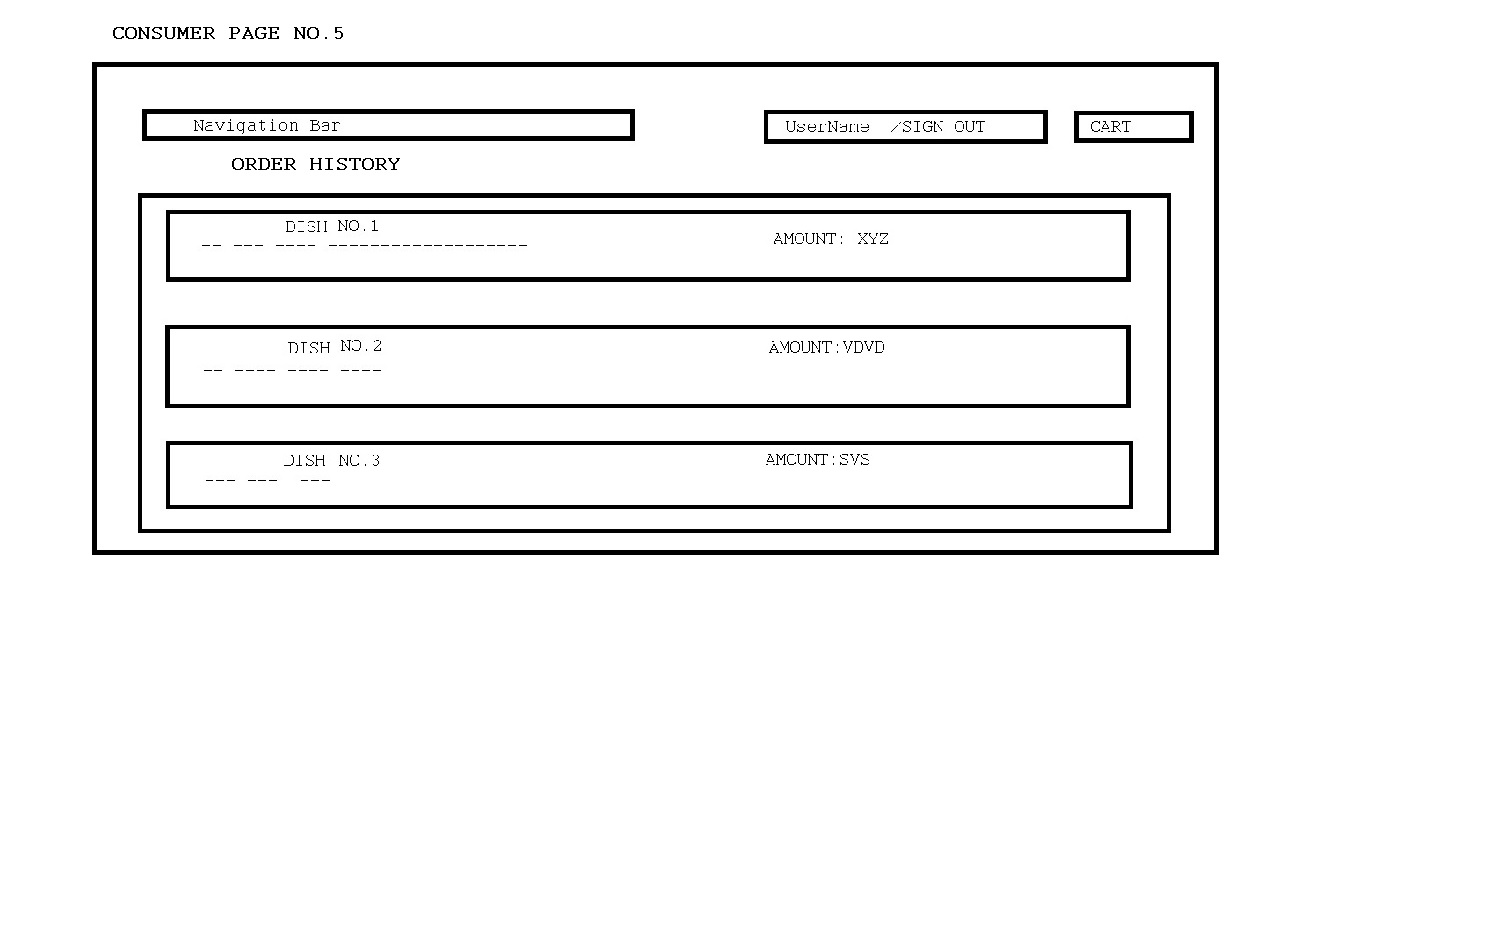 CONSUMER PAGE NO.5
Navigation Bar
UserName /SIGN OUT
CART
ORDER HISTORY
DISH NO.1
-- --- ---- -------------------
AMOUNT: XYZ
DISH NO.2
-- ---- ---- ----
AMOUNT:VDVD
DISH NO.3
--- --- ---
AMOUNT:SVS